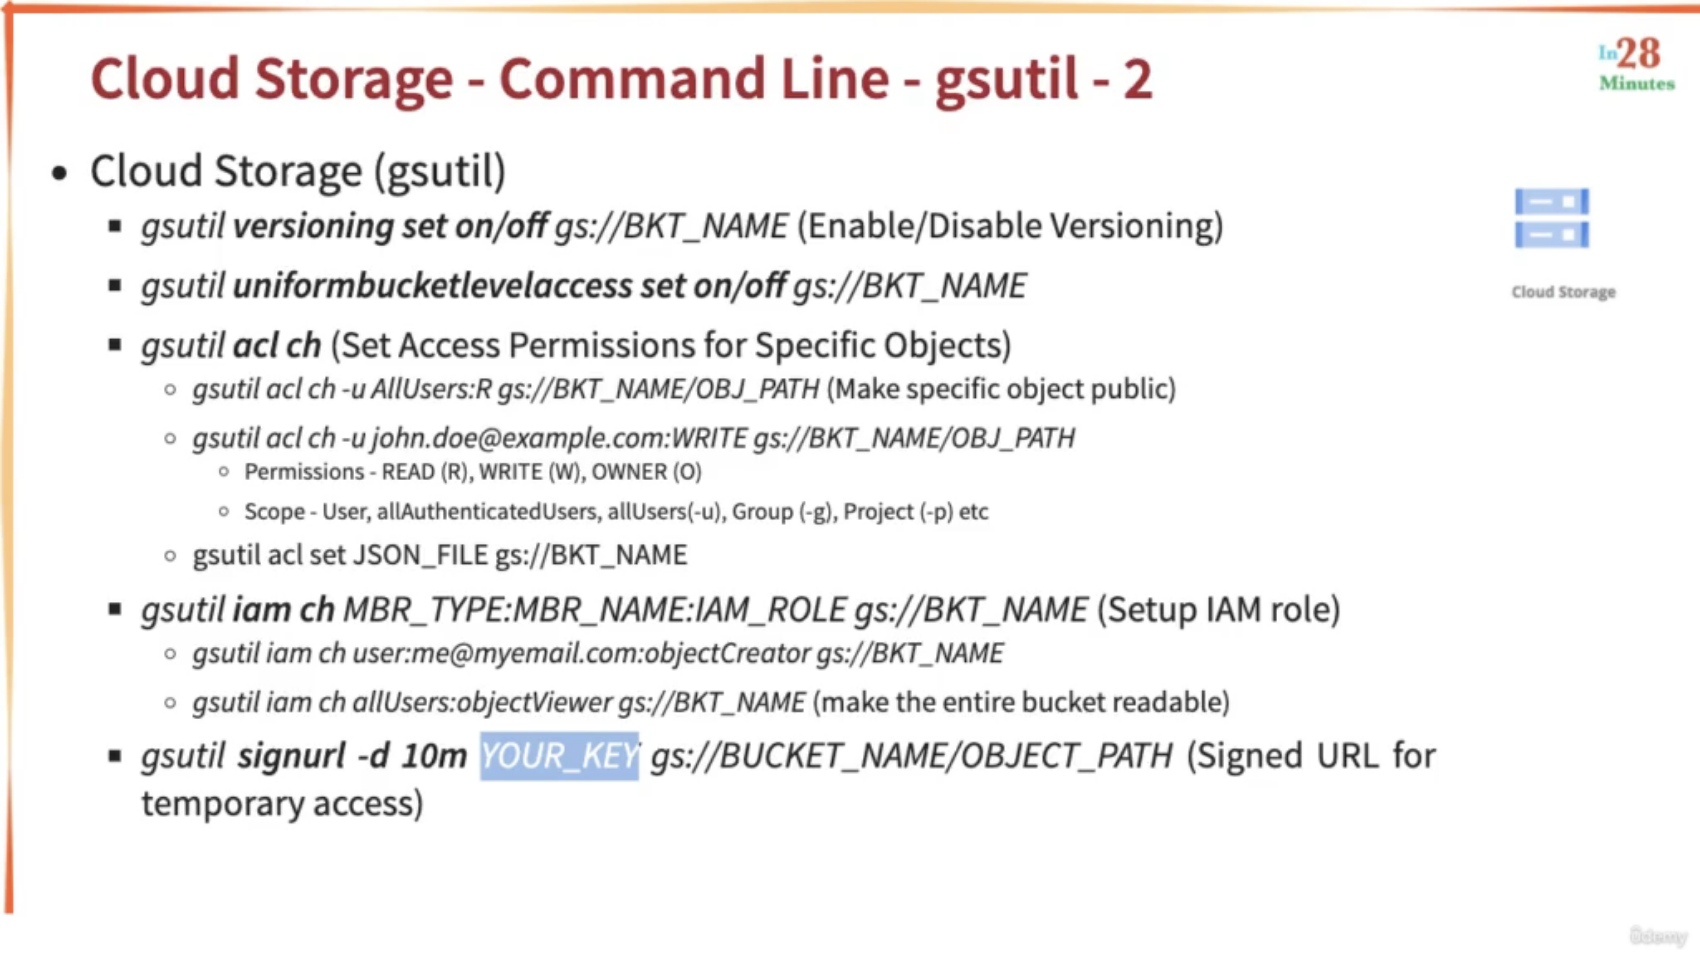 Cloud Storage - Command Line - gsutil - 2
In28
Minutes
• Cloud Storage (gsutil)
▪ gsutil versioning set on/off gs://BKT_NAME (Enable/Disable Versioning)
▪ gsutil uniformbucketlevelaccess set on/off gs://BKT_NAME
Cloud Storage
▪ gsutil acl ch (Set Access Permissions for Specific Objects)
◦ gsutil acl ch -u AllUsers:R gs://BKT_NAME/OBJ_PATH (Make specific object public)
◦ gsutil acl ch -u john.doe@example.com:WRITE gs://BKT_NAME/OBJ_PATH
◦ Permissions - READ (R), WRITE (W), OWNER (O)
◦ Scope - User, allAuthenticatedUsers, allUsers(-u), Group (-g), Project (-p) etc
◦ gsutil acl set JSON_FILE gs://BKT_NAME
▪ gsutil iam ch MBR_TYPE:MBR_NAME:IAM_ROLE gs://BKT_NAME (Setup IAM role)
◦ gsutil iam ch user:me@myemail.com:objectCreator gs://BKT_NAME
◦ gsutil iam ch allUsers:objectViewer gs://BKT_NAME (make the entire bucket readable)
▪ gsutil signurl -d 10m YOUR_KEY gs://BUCKET_NAME/OBJECT_PATH (Signed URL for
temporary access)
Udemy